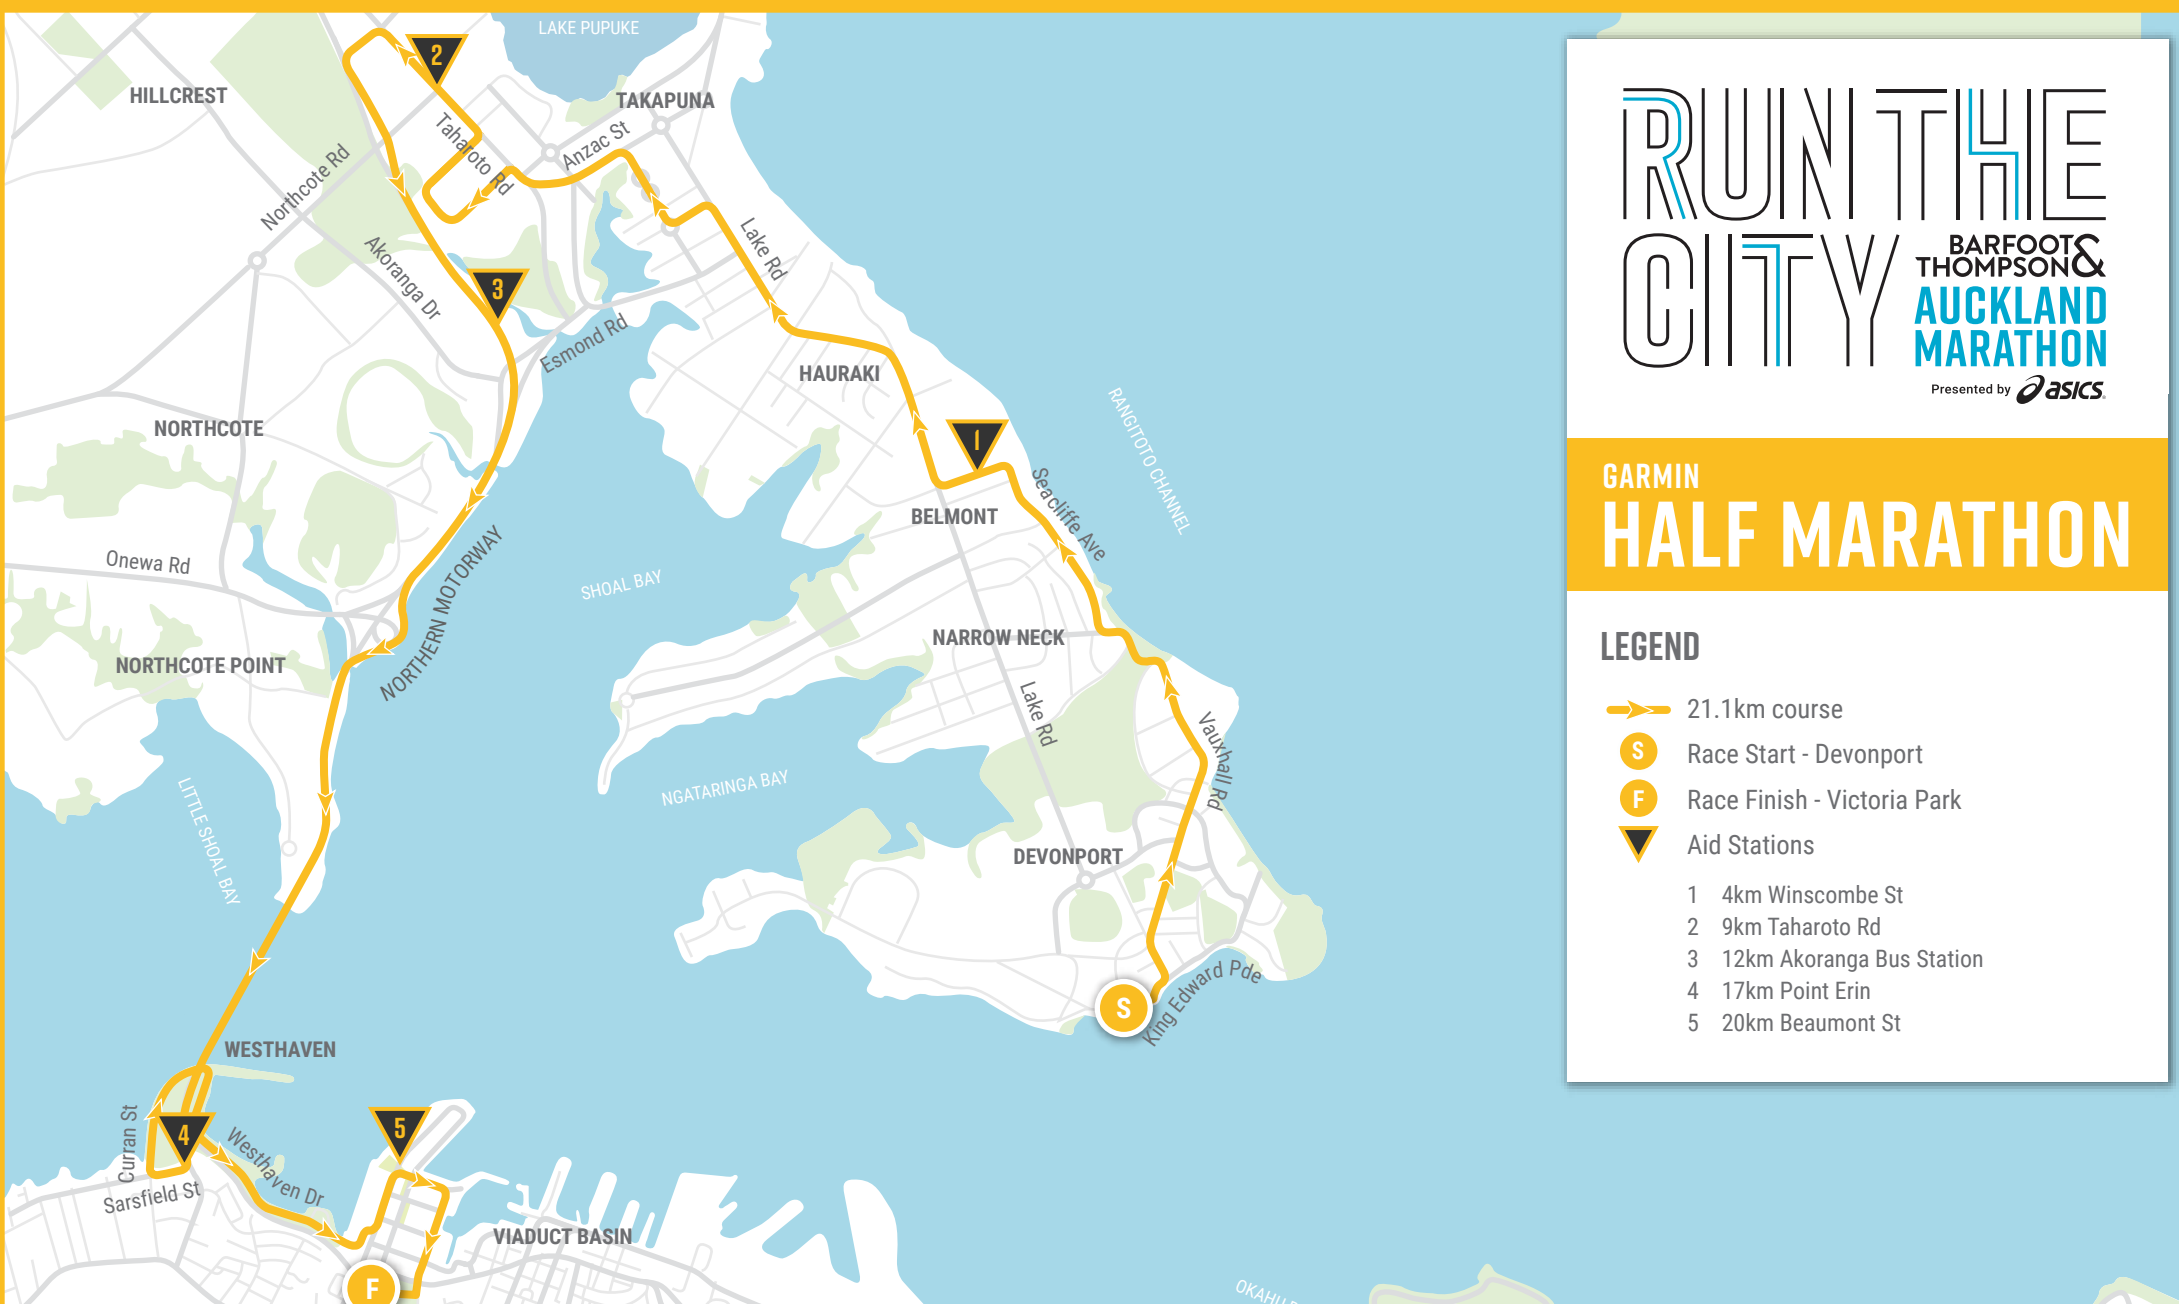 LAKE PUPUKE
HILLCREST
2
TAKAPUNA
Taharoto Rd
Anzac St
Northcote Rd
Akoranga Dr
3
Lake Rd
Esmond Rd
HAURAKI
NORTHCOTE
1
RANGITOTO CHANNEL
Seacliffe Ave
BELMONT
Onewa Rd
NORTHERN MOTORWAY
SHOAL BAY
NARROW NECK
NORTHCOTE POINT
Lake Rd
Vauxhall Rd
NGATARINGA BAY
LITTLE SHOAL BAY
DEVONPORT
King Edward Pde
S
WESTHAVEN
Curran St
4
5
Westhaven Dr
Sarsfield St
VIADUCT BASIN
F
RUN THE
CITY
BARFOOT &
THOMPSON
AUCKLAND
MARATHON
Presented by asics
GARMIN
HALF MARATHON
LEGEND
21.1km course
S Race Start - Devonport
F Race Finish - Victoria Park
Aid Stations
1 4km Winscombe St
2 9km Taharoto Rd
3 12km Akoranga Bus Station
4 17km Point Erin
5 20km Beaumont St